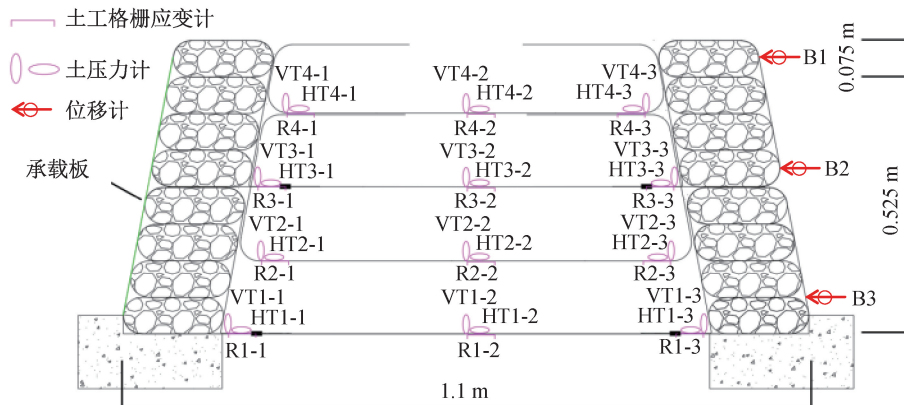 土工格栅应变计
土压力计
位移计
承载板
B1
0.075 m
VT4-1
VT4-2
VT4-3
HT4-1
HT4-2
HT4-3
R4-1
R4-2
R4-3
VT3-1
VT3-2
VT3-3
HT3-1
HT3-2
HT3-3
B2
R3-1
R3-2
R3-3
0.525 m
VT2-1
VT2-2
VT2-3
HT2-1
HT2-2
HT2-3
R2-1
R2-2
R2-3
VT1-1
VT1-2
VT1-3
B3
HT1-1
HT1-2
HT1-3
R1-1
R1-2
R1-3
1.1 m